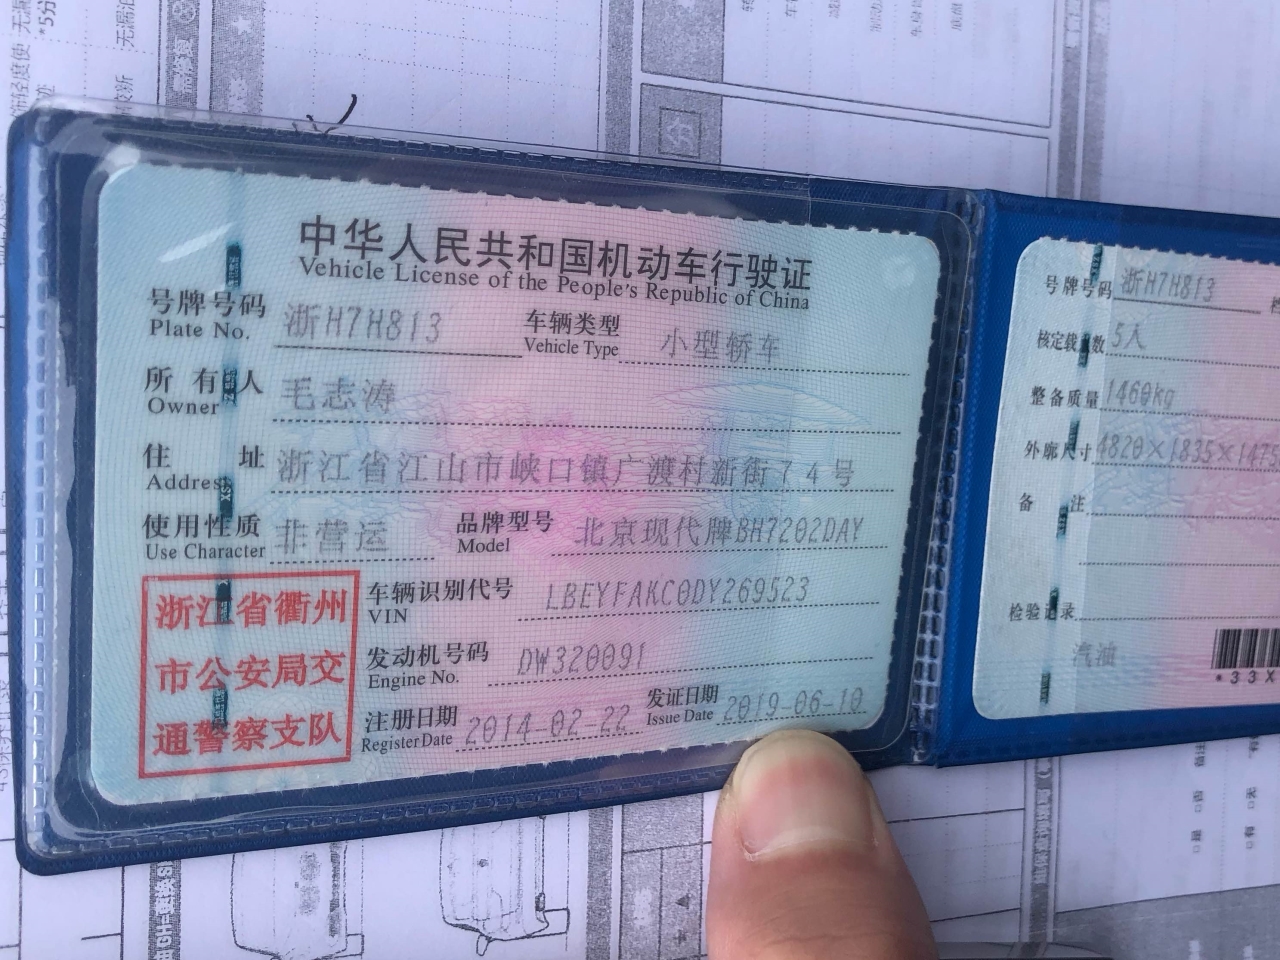 中华人民共和国机动车行驶证
Vehicle License of the People's Republic of China
号牌号码 浙H7H813 车辆类型 小型轿车
Plate No. Vehicle Type
所有人 毛志涛
Owner
住址 浙江省江山市峡口镇广渡村新街74号
Address
使用性质 非营运 品牌型号 北京现代牌BH7202DAY
Use Character Model
浙江省衢州
市公安局交
通警察支队
车辆识别代号 LBEYFAKC0DY269523
VIN
发动机号码 DW320091
Engine No.
注册日期 2014-02-22 发证日期 2019-06-10
Register Date Issue Date
号牌号码 浙H7H813
核定载数 5人
整备质量 1460kg
外廓尺寸 4820×1835×1475
备注
检验记录
汽油
*33X